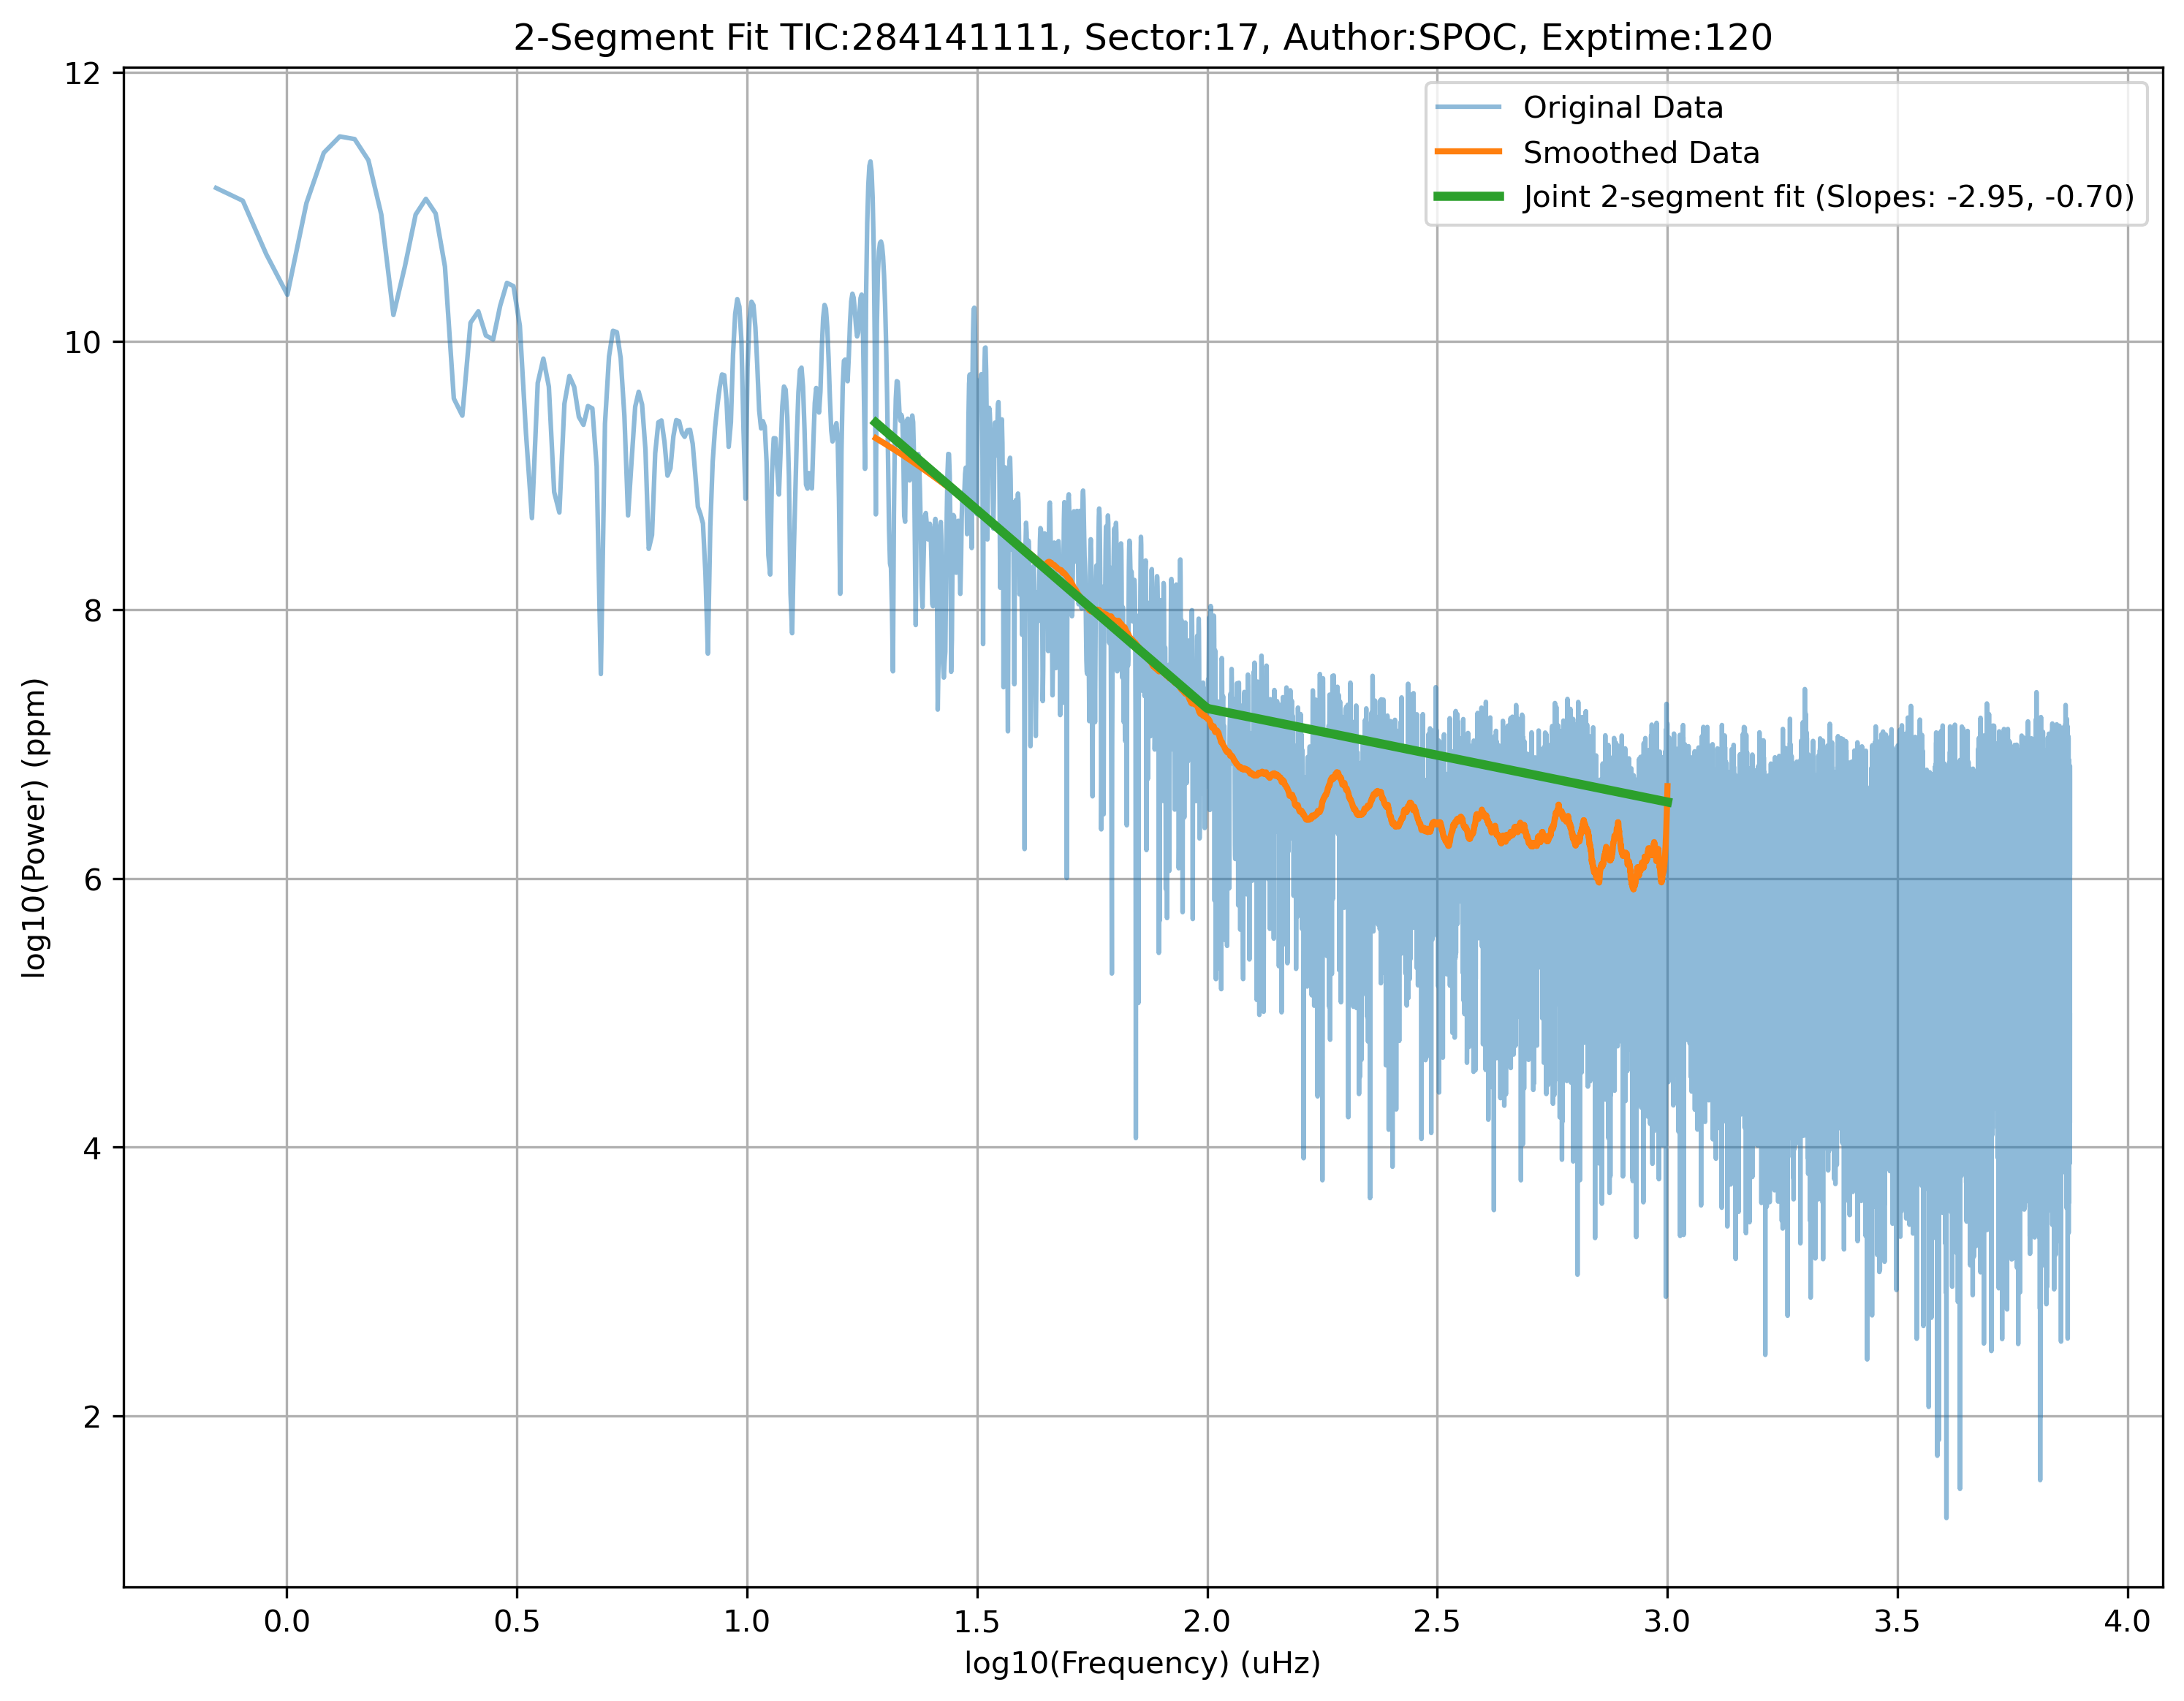 2-Segment Fit TIC:284141111, Sector:17, Author:SPOC, Exptime:120
Original Data
Smoothed Data
Joint 2-segment fit (Slopes: -2.95, -0.70)
log10(Power) (ppm)
12
10
8
6
4
2
0.0 0.5 1.0 1.5 2.0 2.5 3.0 3.5 4.0
log10(Frequency) (uHz)